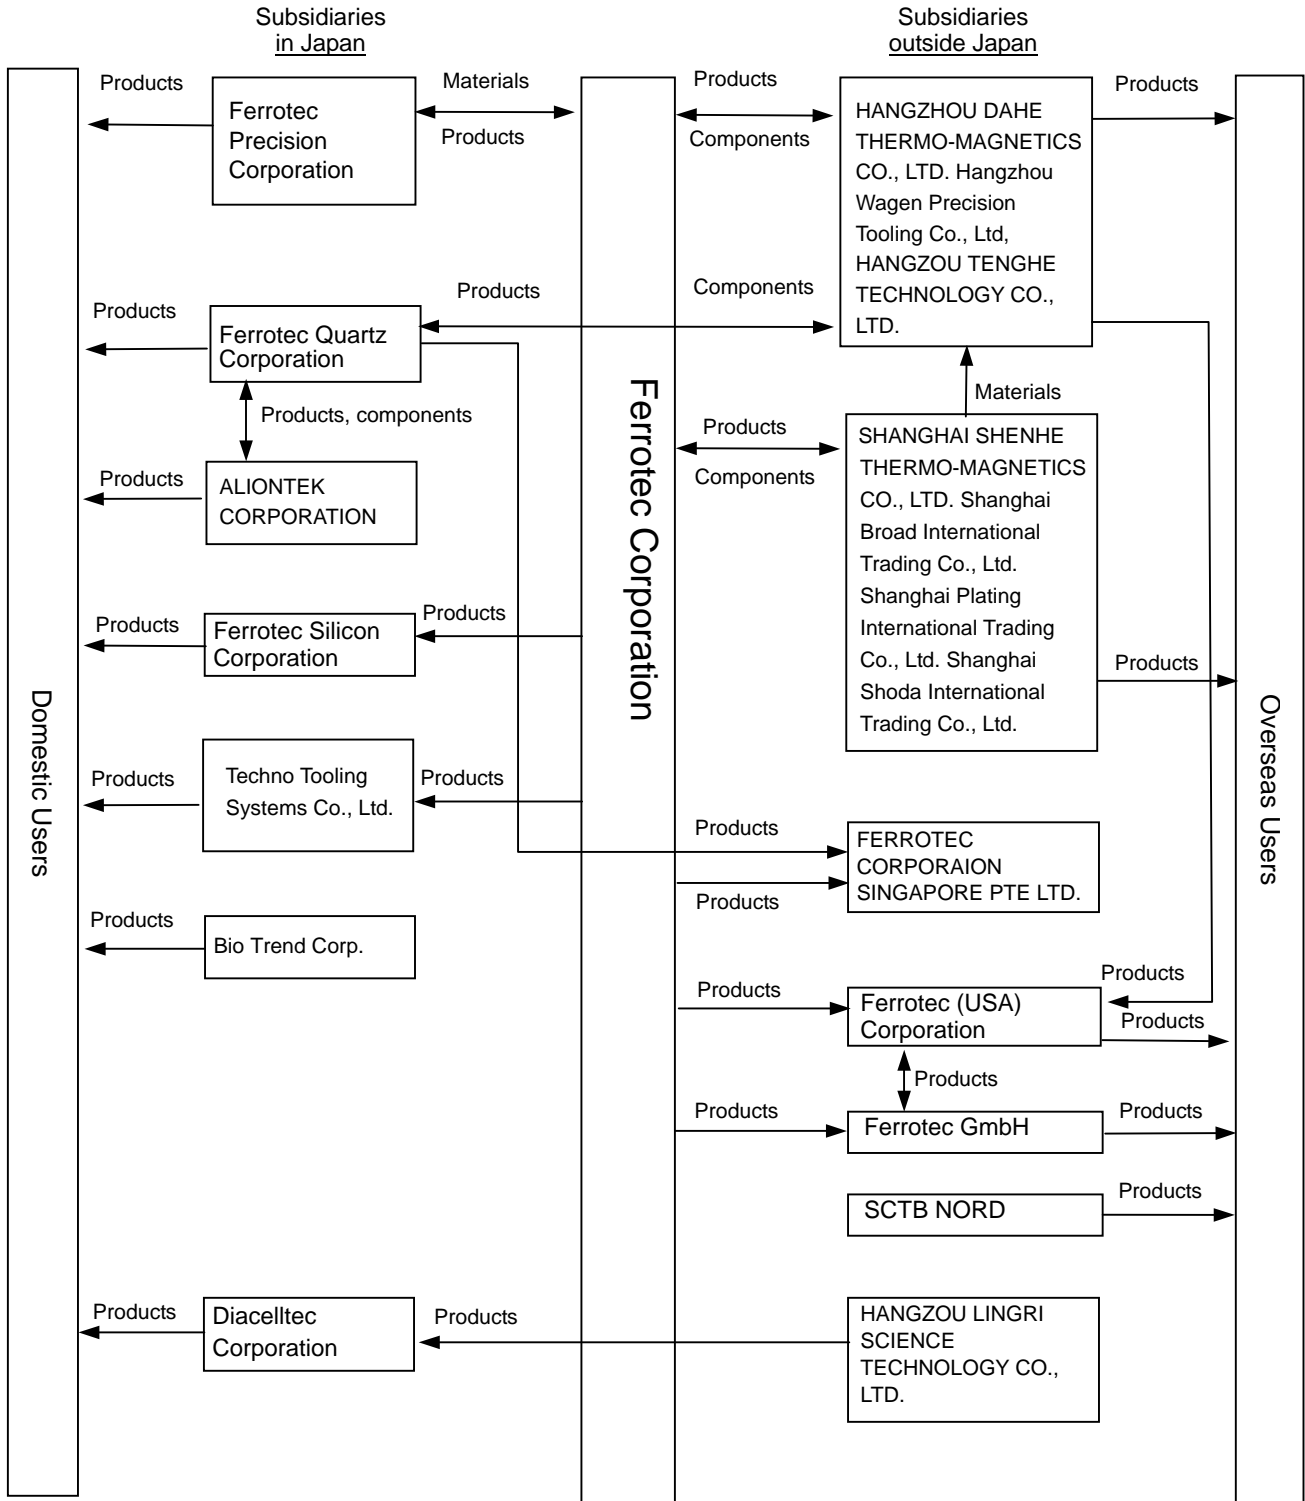 Subsidiaries
in Japan
Subsidiaries
outside Japan
Domestic Users
Products
Ferrotec
Precision
Corporation
Materials
Products
Products
Ferrotec Quartz
Corporation
Products
Products, components
Products
ALIONTEK
CORPORATION
Products
Ferrotec Silicon
Corporation
Products
Products
Techno Tooling
Systems Co., Ltd.
Products
Products
Bio Trend Corp.
Products
Diacelltec
Corporation
Products
Ferrotec Corporation
Products
Components
HANGZHOU DAHE
THERMO-MAGNETICS
CO., LTD. Hangzhou
Wagen Precision
Tooling Co., Ltd,
HANGZOU TENGHE
TECHNOLOGY CO.,
LTD.
Products
Components
Materials
Products
Components
SHANGHAI SHENHE
THERMO-MAGNETICS
CO., LTD. Shanghai
Broad International
Trading Co., Ltd.
Shanghai Plating
International Trading
Co., Ltd. Shanghai
Shoda International
Trading Co., Ltd.
Products
Products
Products
FERROTEC
CORPORAION
SINGAPORE PTE LTD.
Products
Ferrotec (USA)
Corporation
Products
Products
Products
Products
Ferrotec GmbH
Products
SCTB NORD
Products
HANGZOU LINGRI
SCIENCE
TECHNOLOGY CO.,
LTD.
Overseas Users